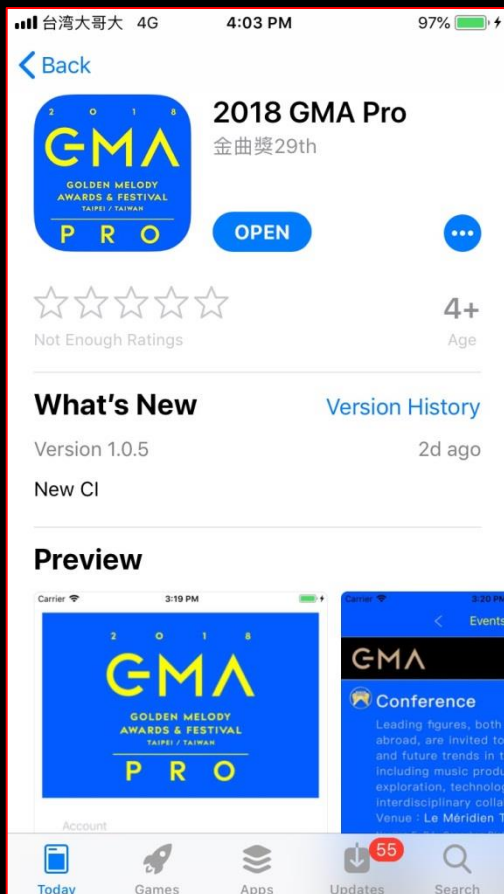 台湾大哥大 4G 4:03 PM 97%
Back
2 0 1 8
GMA
GOLDEN MELODY
AWARDS & FESTIVAL
TAIPEI / TAIWAN
P R O
2018 GMA Pro
金曲獎29th
OPEN
Not Enough Ratings
4+
Age
What's New
Version History
Version 1.0.5
2d ago
New CI
Preview
Carrier 3:19 PM
2 0 1 8
GMA
GOLDEN MELODY
AWARDS & FESTIVAL
TAIPEI / TAIWAN
P R O
Account
Carrier 3:20 PM
Events
GMA
Conference
Leading figures, both
abroad, are invited to
and future trends in
including music
exploration,
interdisciplinary
Venue : Le Méridien
Today
Games
Apps
55
Updates
Search